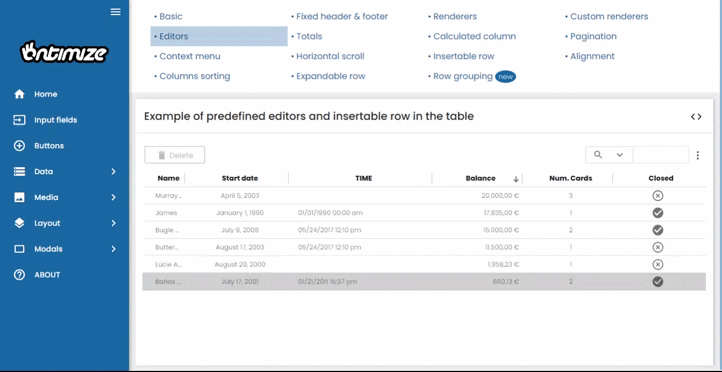 Ontimize
Home
Input fields
Buttons
Data
Media
Layout
Modals
ABOUT
• Basic • Fixed header & footer • Renderers • Custom renderers
• Editors • Totals • Calculated column • Pagination
• Context menu • Horizontal scroll • Insertable row • Alignment
• Columns sorting • Expandable row • Row grouping new
Example of predefined editors and insertable row in the table
Delete
Name Start date TIME Balance Num. Cards Closed
Murray... April 5, 2003 20.000,00 € 3
James January 1, 1990 01/01/1990 00:00 am 17.835,00 € 1
Bugle ... July 9, 2008 05/24/2017 12:10 pm 15.000,00 € 2
Butter... August 17, 2003 05/24/2017 12:10 pm 11.500,00 € 1
Lucie A... August 20, 2000 1.958,23 € 1
Baños ... July 17, 2001 01/21/2011 16:37 pm 960,13 € 2